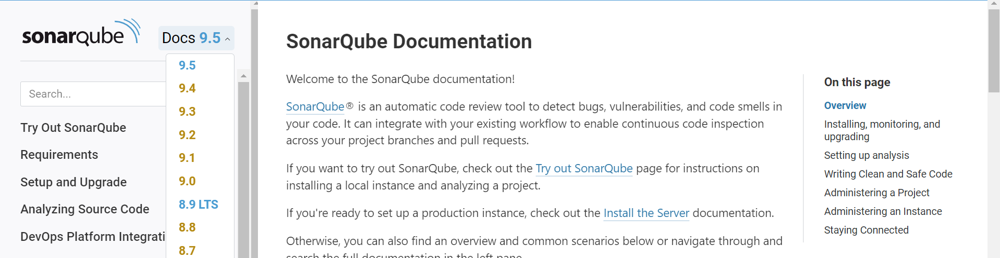 sonarqube
Docs 9.5
9.5
9.4
9.3
9.2
9.1
9.0
8.9 LTS
8.8
8.7
Search...
Try Out SonarQube
Requirements
Setup and Upgrade
Analyzing Source Code
DevOps Platform Integrati
SonarQube Documentation
Welcome to the SonarQube documentation!
SonarQube® is an automatic code review tool to detect bugs, vulnerabilities, and code smells in
your code. It can integrate with your existing workflow to enable continuous code inspection
across your project branches and pull requests.
If you want to try out SonarQube, check out the Try out SonarQube page for instructions on
installing a local instance and analyzing a project.
If you're ready to set up a production instance, check out the Install the Server documentation.
Otherwise, you can also find an overview and common scenarios below or navigate through and
search the full documentation in the left pane.
On this page
Overview
Installing, monitoring, and
upgrading
Setting up analysis
Writing Clean and Safe Code
Administering a Project
Administering an Instance
Staying Connected